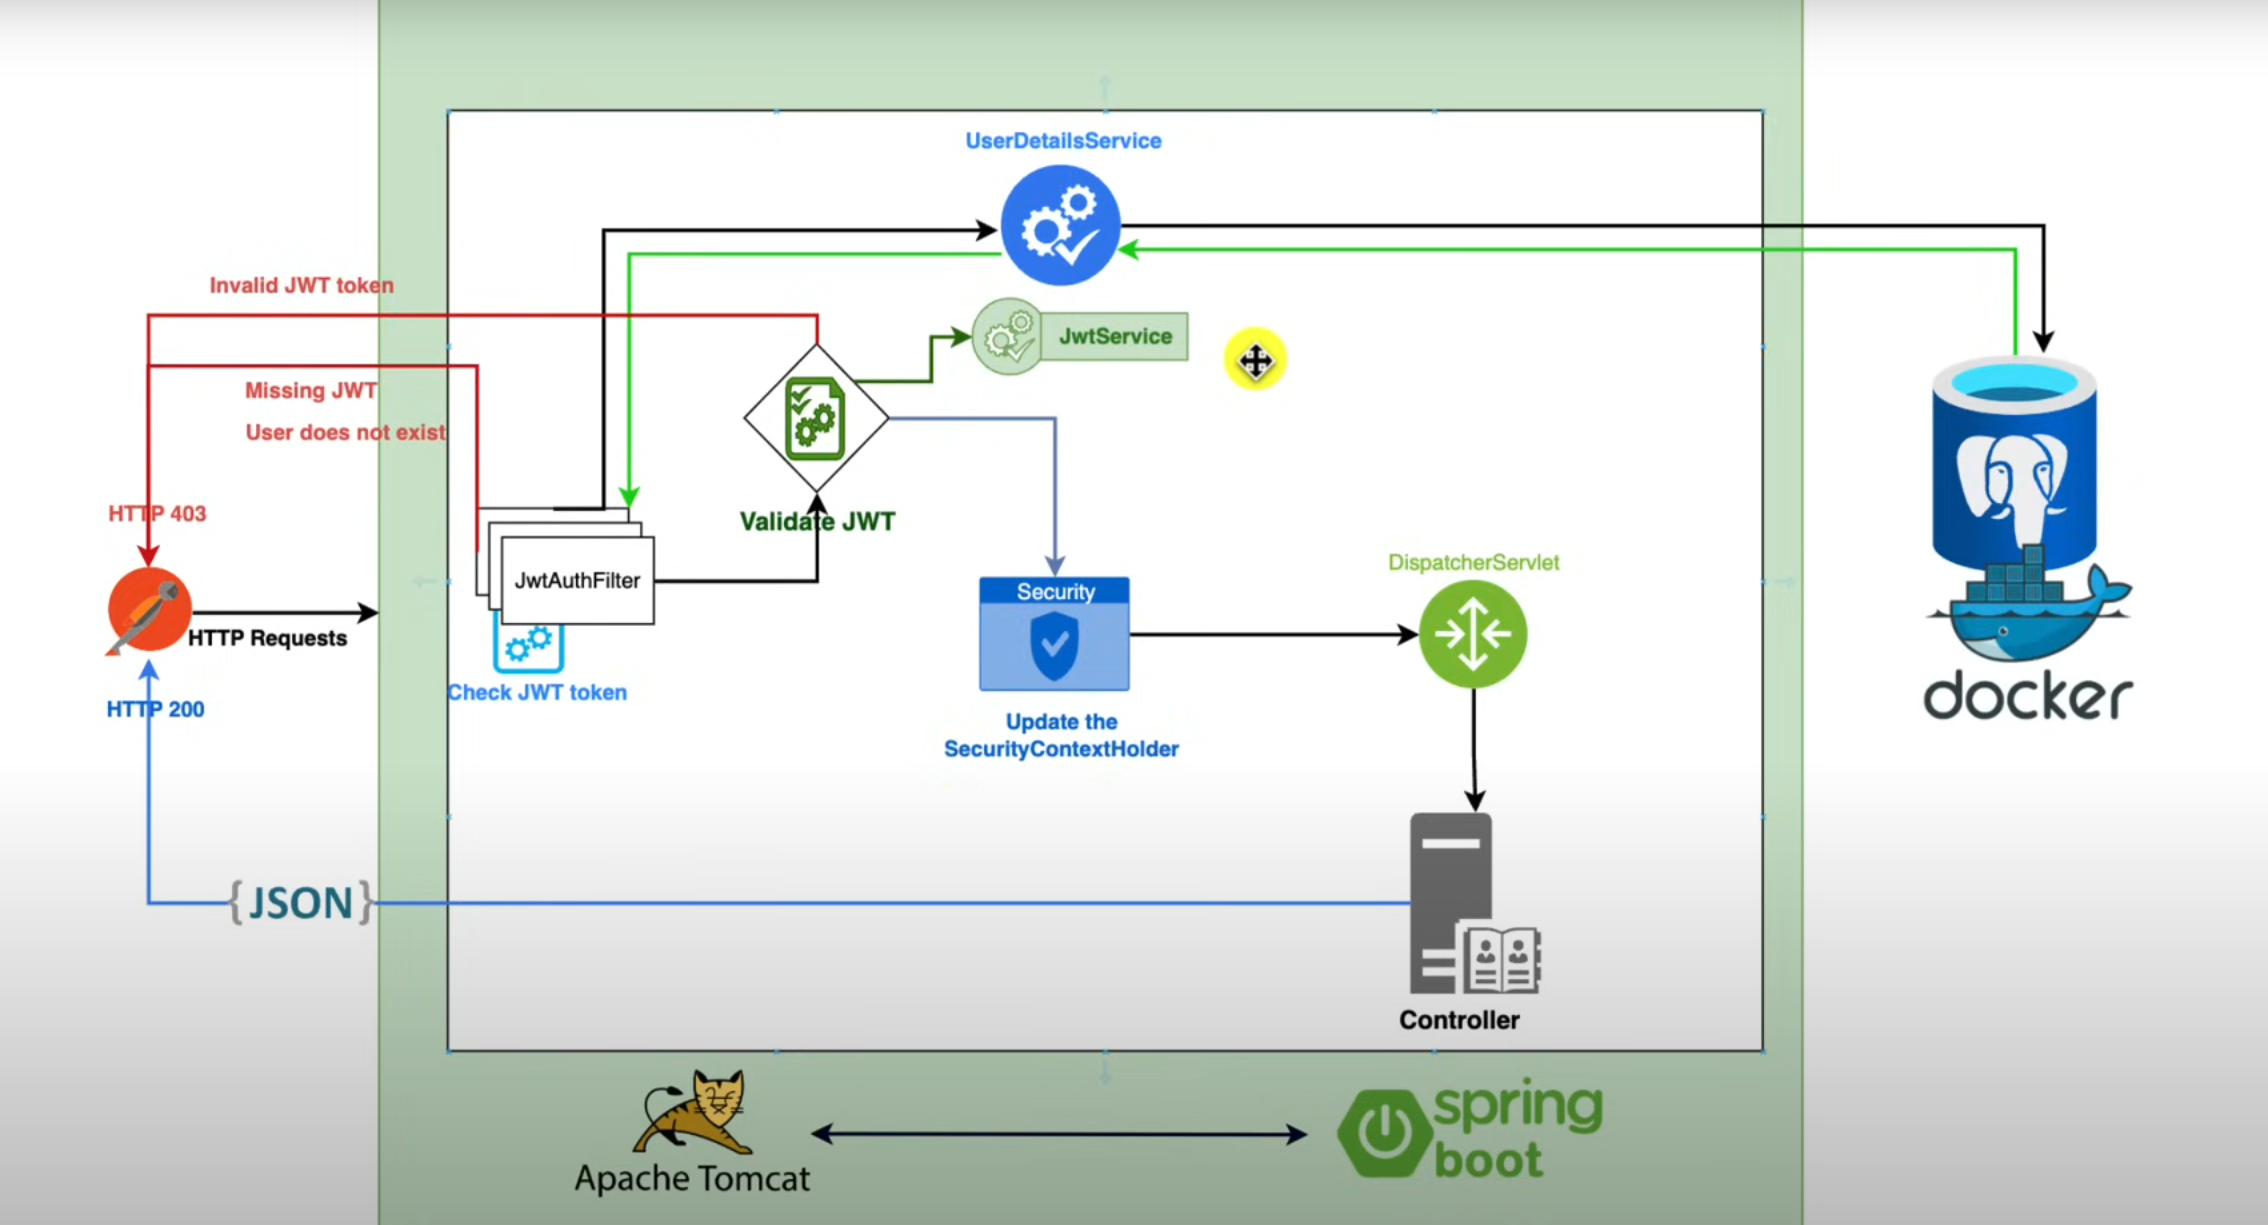 UserDetailsService
Invalid JWT token
JwtService
Missing JWT
User does not exist
HTTP 403
Validate JWT
JwtAuthFilter
HTTP Requests
Check JWT token
HTTP 200
Security
Update the
SecurityContextHolder
DispatcherServlet
docker
{JSON}
Controller
Apache Tomcat
spring
boot